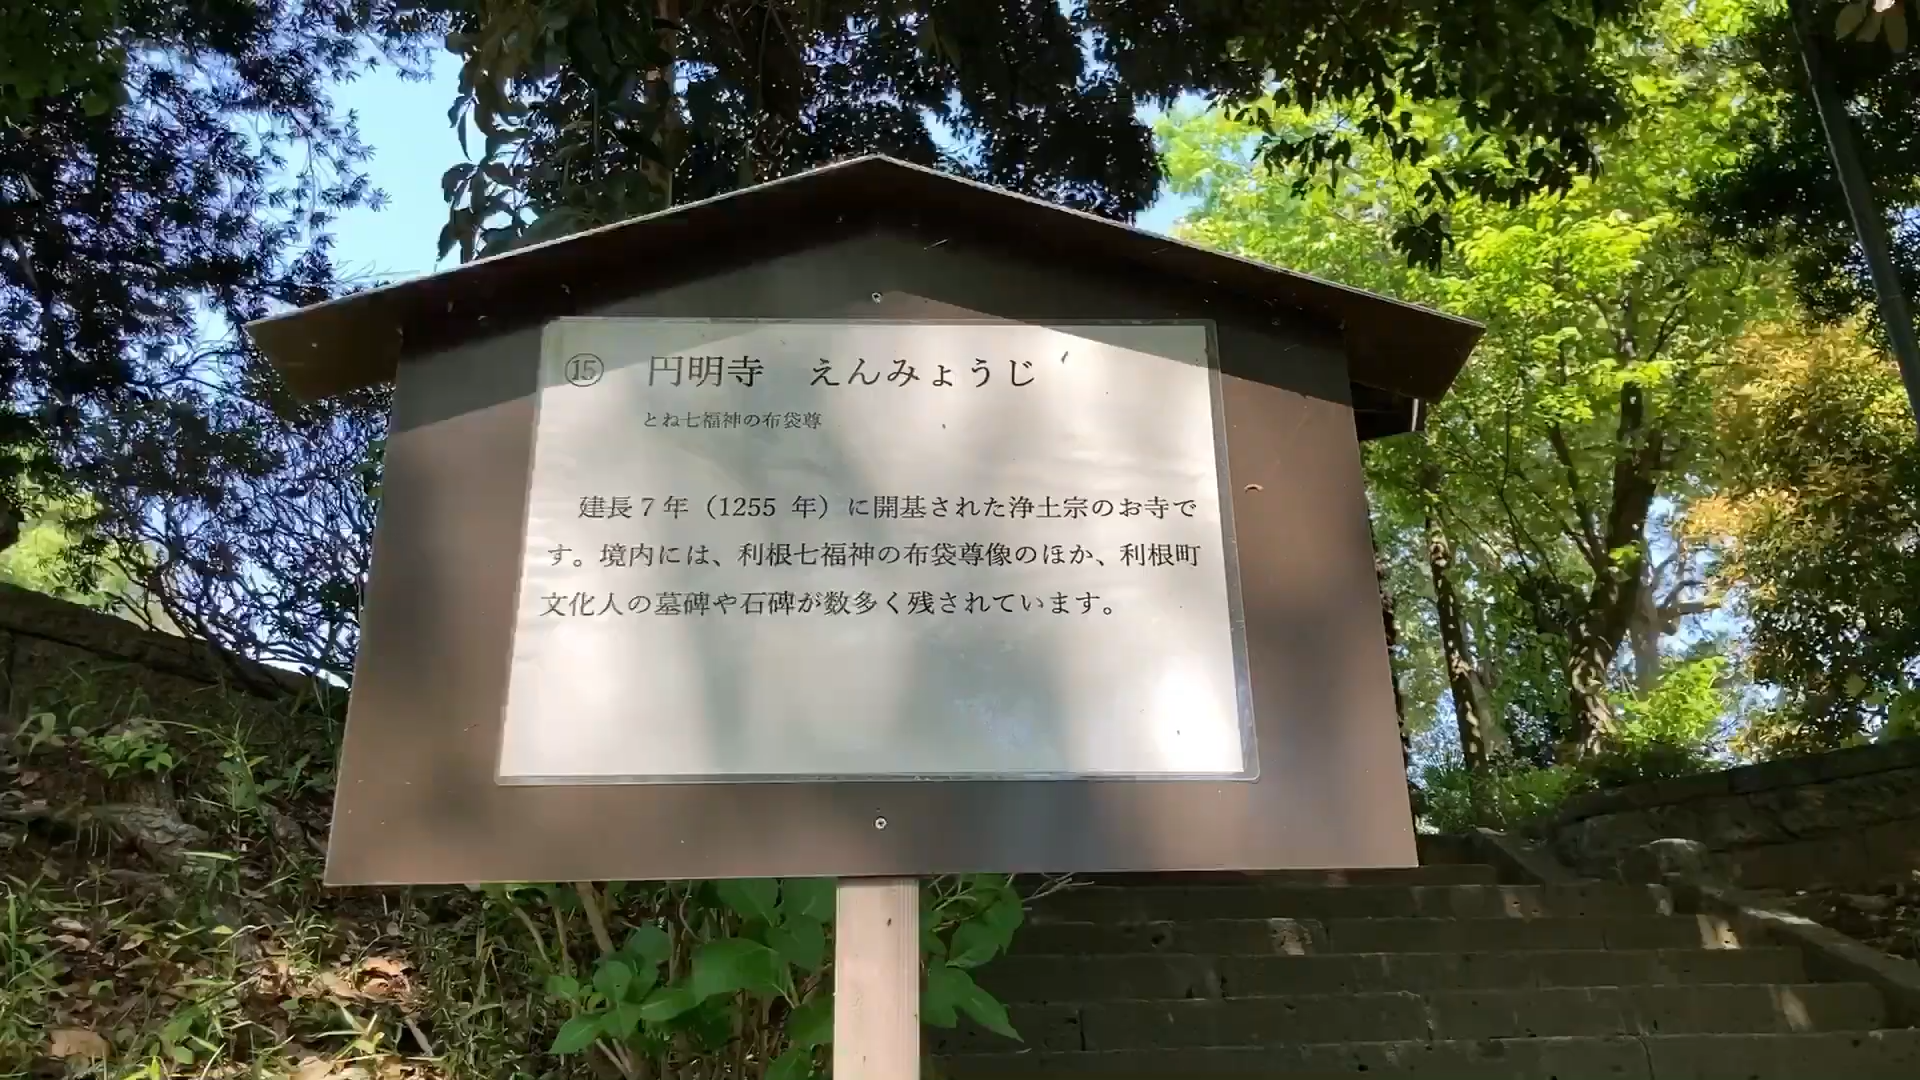 ⑮ 円明寺 えんみょうじ
とね七福神の布袋尊
建長7年（1255 年）に開基された浄土宗のお寺で
す。境内には、利根七福神の布袋尊像のほか、利根町
文化人の墓碑や石碑が数多く残されています。